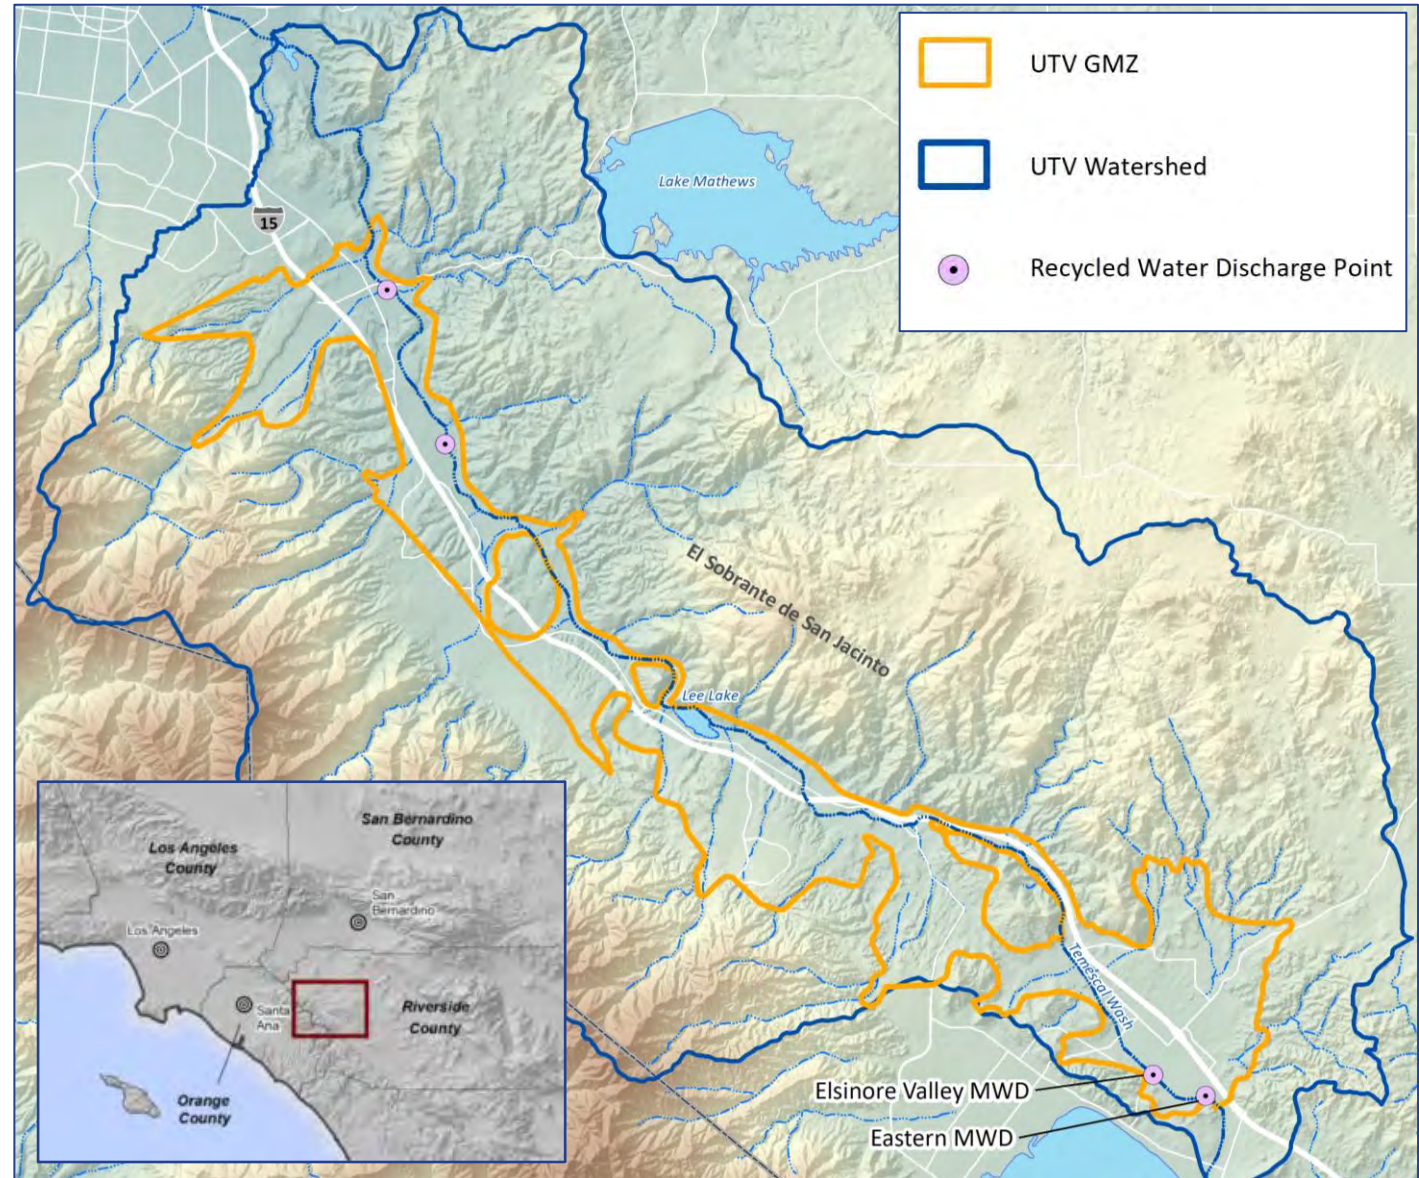 UTV GMZ
UTV Watershed
Recycled Water Discharge Point
Lake Mathews
15
El Sobrante de San Jacinto
Lee Lake
Temescal Wash
Elsinore Valley MWD
Eastern MWD
San Bernardino
County
Los Angeles
County
San
Bernardino
Los Angeles
Santa
Ana
Riverside
County
Orange
County